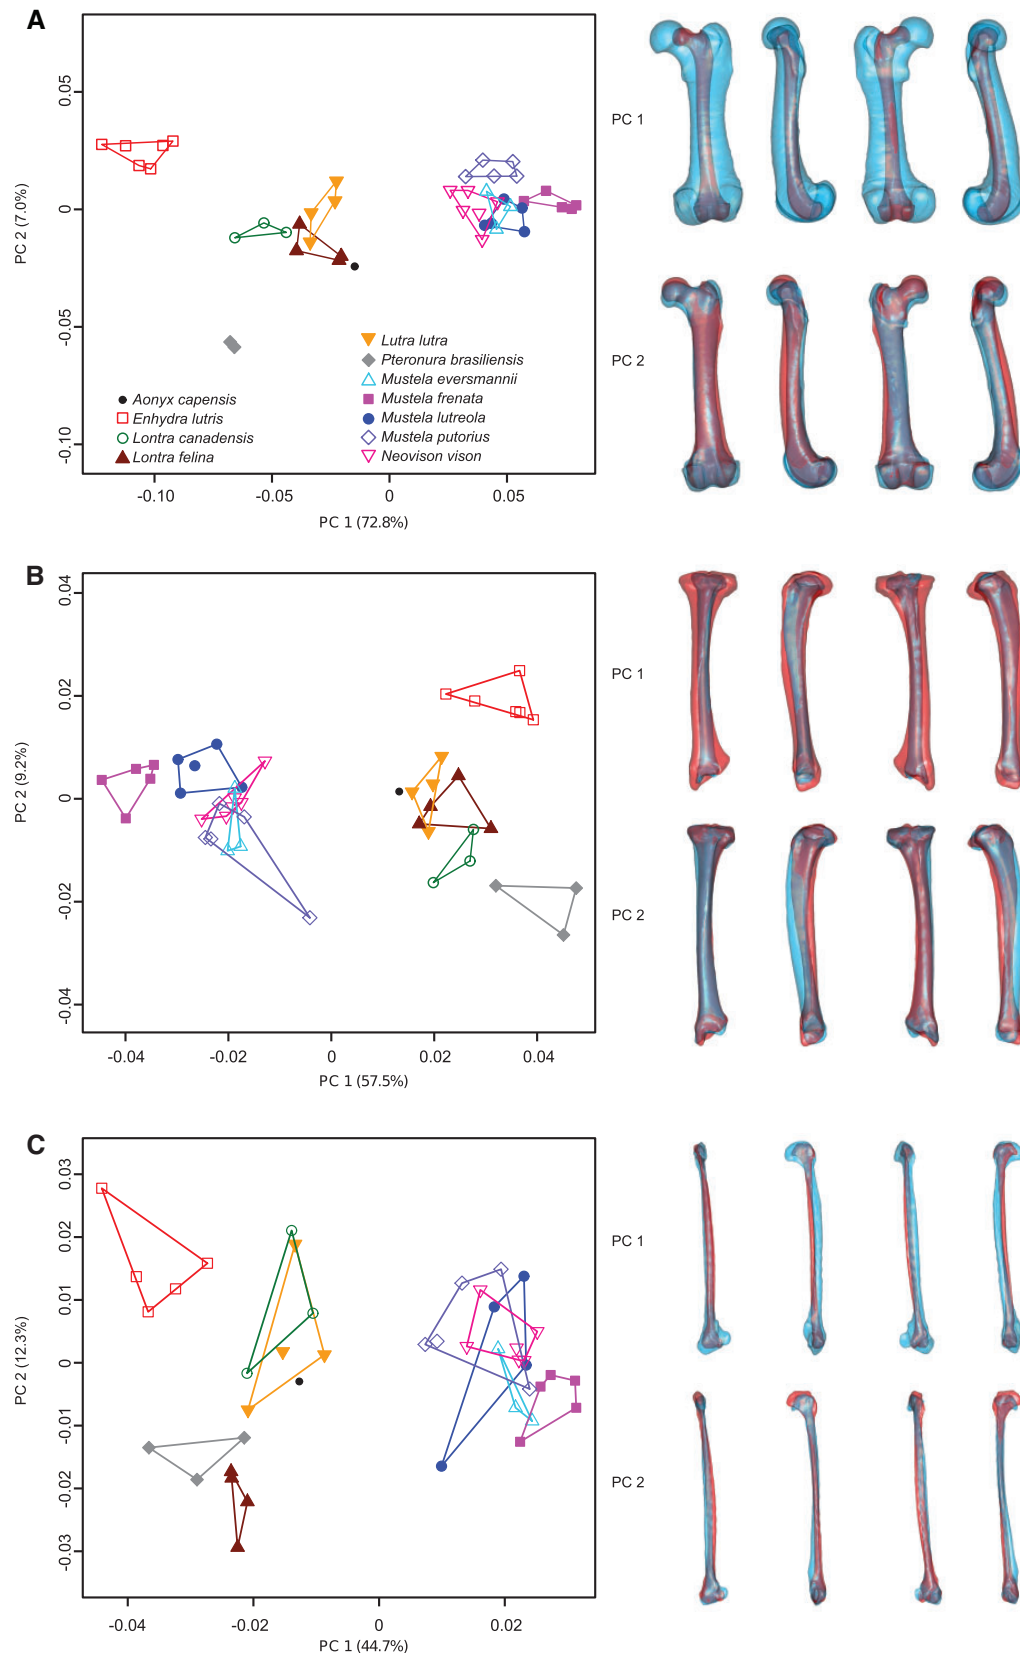 A
0.05
0
-0.05
-0.10
PC 2 (7.0%)
-0.10
-0.05
0
0.05
PC 1 (72.8%)
Aonyx capensis
Enhydra lutris
Lontra canadensis
Lontra felina
Lutra lutra
Pteronura brasiliensis
Mustela eversmannii
Mustela frenata
Mustela lutreola
Mustela putorius
Neovison vison
PC 1
PC 2
B
0.04
0.02
0
-0.02
-0.04
PC 2 (9.2%)
-0.04
-0.02
0
0.02
0.04
PC 1 (57.5%)
PC 1
PC 2
C
0.03
0.02
0.01
0
-0.01
-0.02
-0.03
PC 2 (12.3%)
-0.04
-0.02
0
0.02
PC 1 (44.7%)
PC 1
PC 2